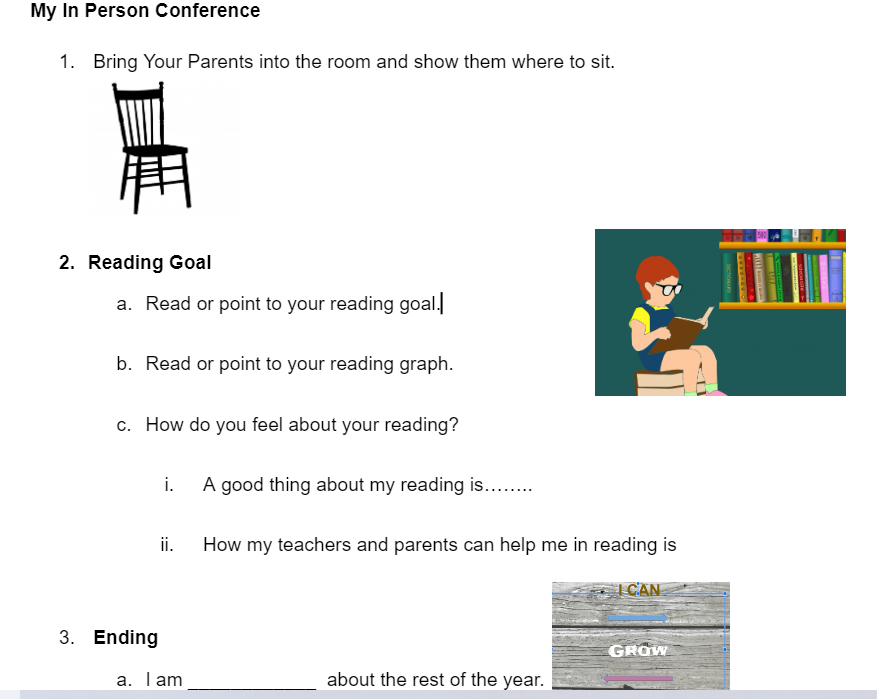 My In Person Conference
1. Bring Your Parents into the room and show them where to sit.
2. Reading Goal
a. Read or point to your reading goal.
b. Read or point to your reading graph.
c. How do you feel about your reading?
i. A good thing about my reading is……..
ii. How my teachers and parents can help me in reading is
I CAN
GROW
3. Ending
a. I am ____________ about the rest of the year.